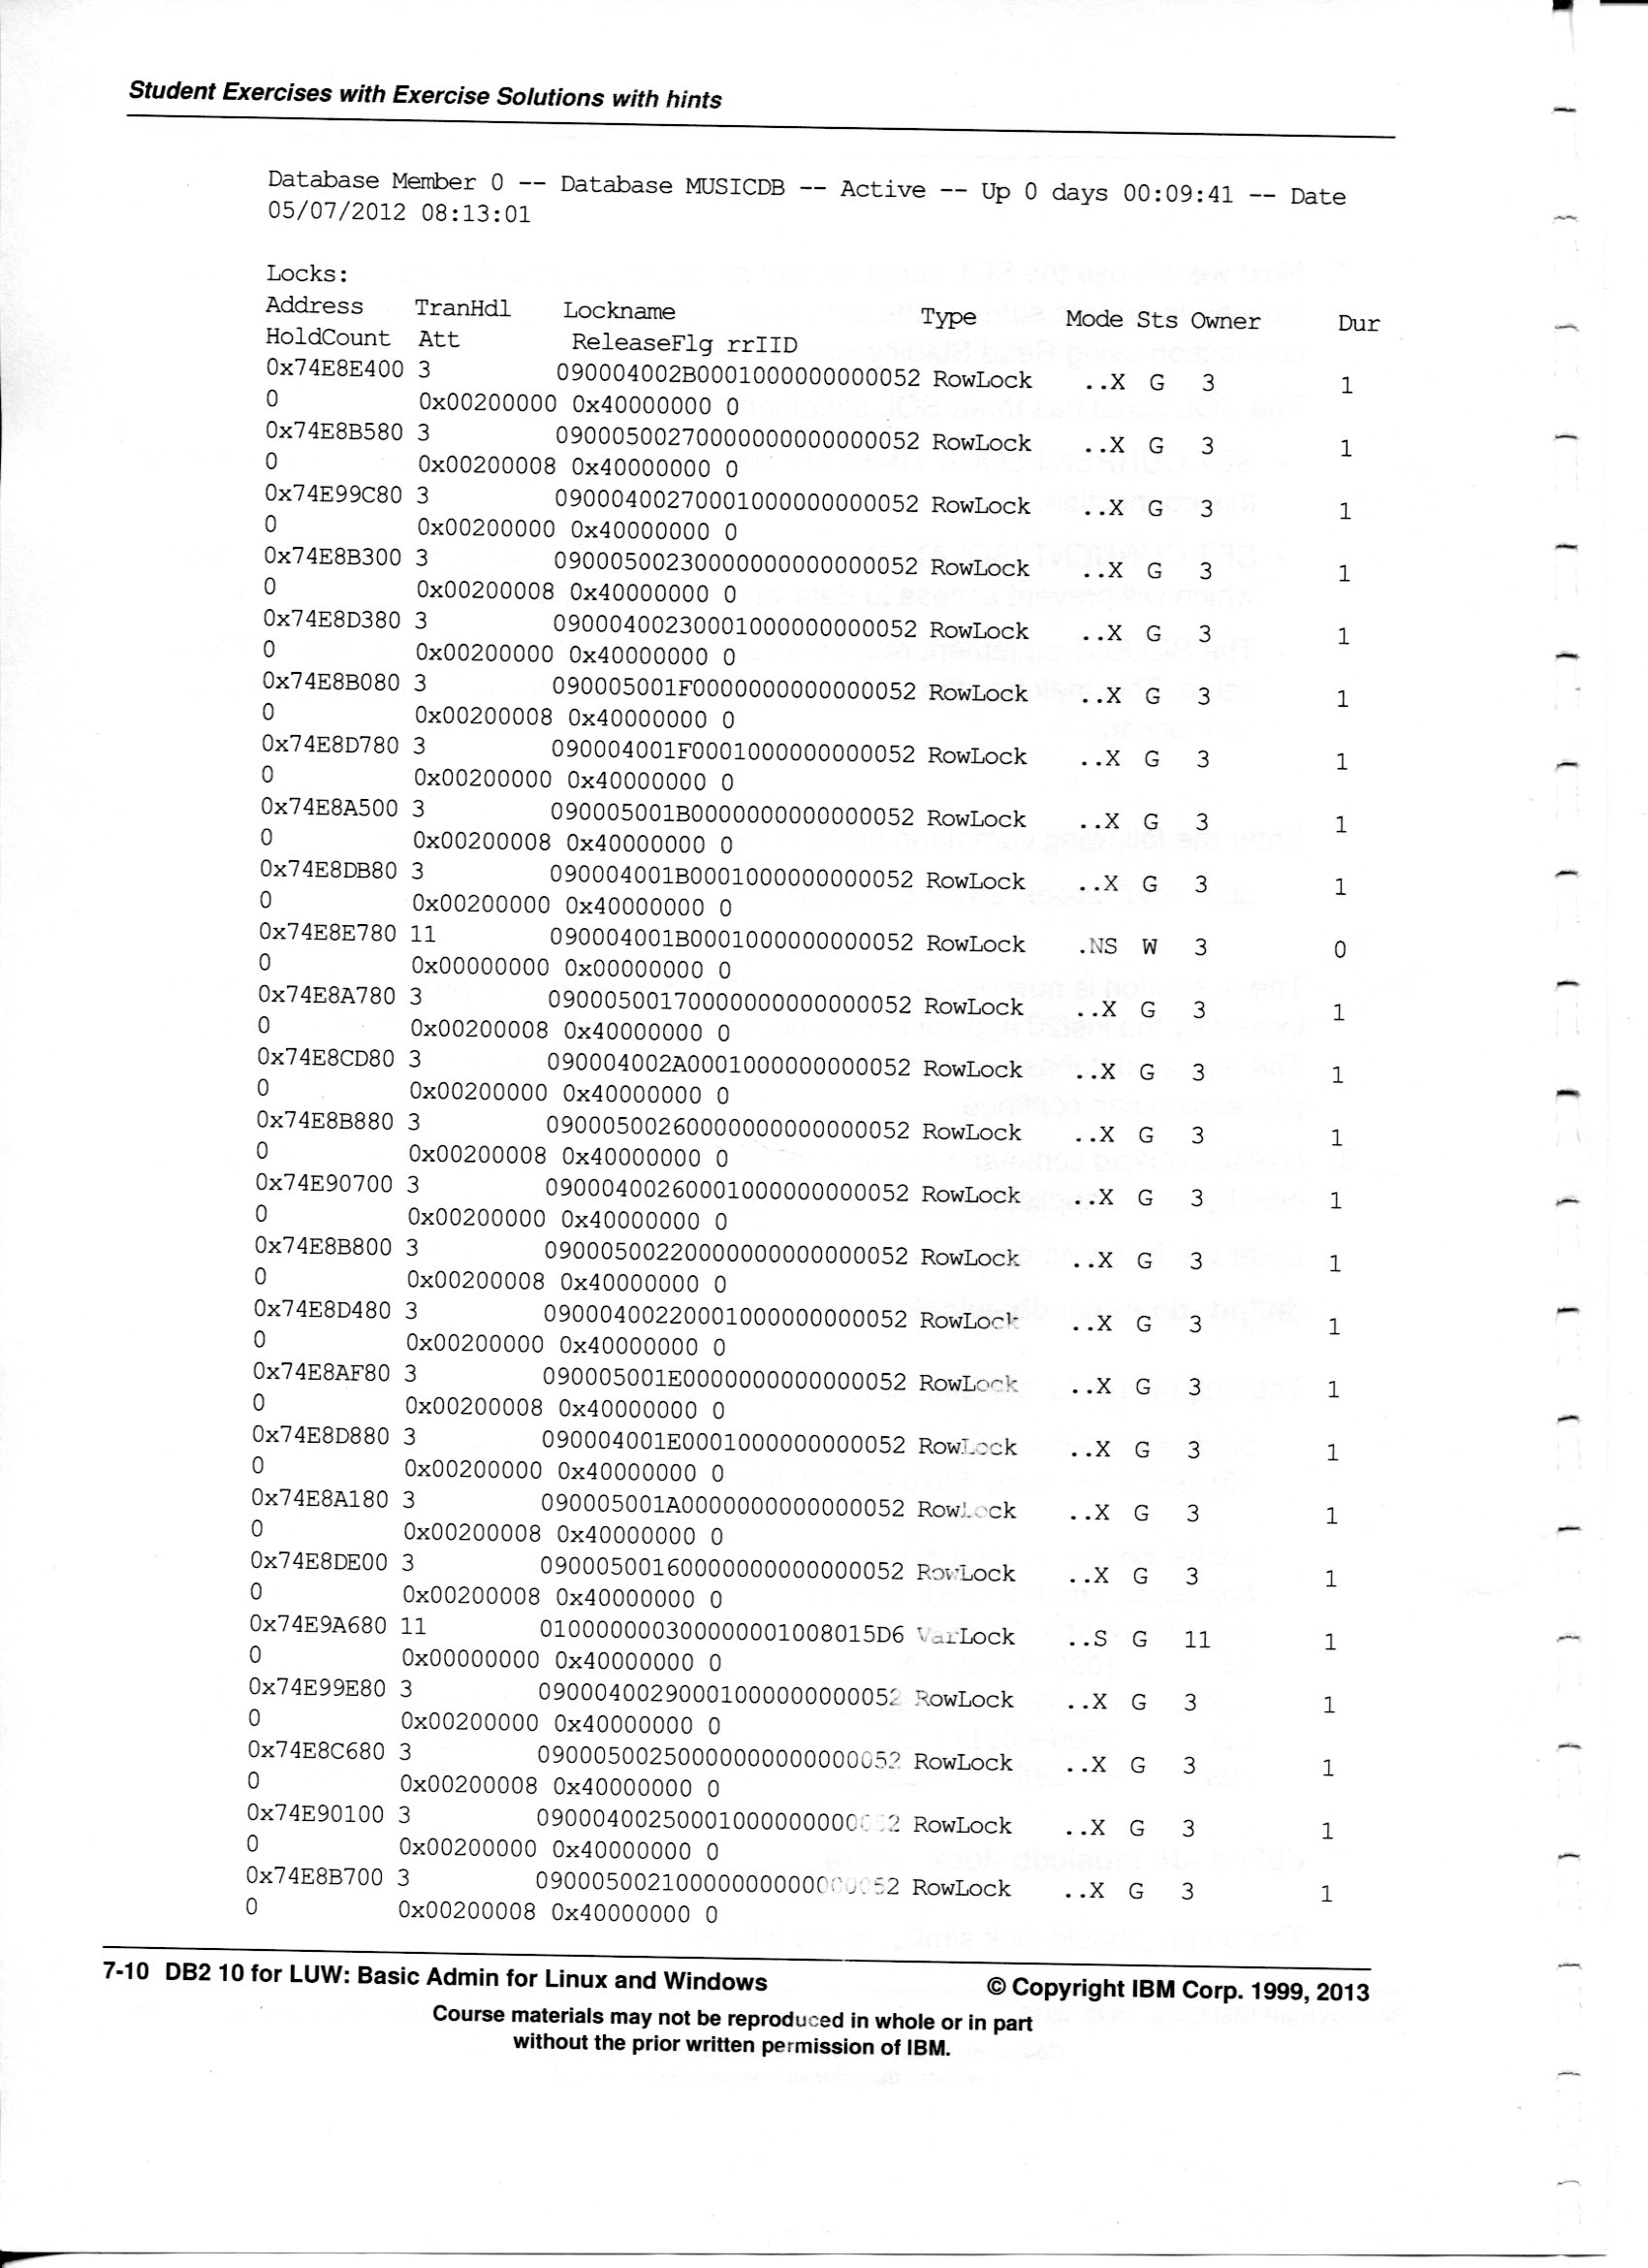 Student Exercises with Exercise Solutions with hints
Database Member 0 -- Database MUSICDB -- Active -- Up 0 days 00:09:41 -- Date
05/07/2012 08:13:01
Locks:
Address TranHdl Lockname Type Mode Sts Owner Dur
HoldCount Att ReleaseFlg rrIID
0x74E8E400 3 090004002B0001000000000052 RowLock ..X G 3 1
0 0x00200000 0x40000000 0
0x74E8B580 3 09000500270000000000000052 RowLock ..X G 3 1
0 0x00200008 0x40000000 0
0x74E99C80 3 09000400270001000000000052 RowLock ..X G 3 1
0 0x00200000 0x40000000 0
0x74E8B300 3 09000500230000000000000052 RowLock ..X G 3 1
0 0x00200008 0x40000000 0
0x74E8D380 3 09000400230001000000000052 RowLock ..X G 3 1
0 0x00200000 0x40000000 0
0x74E8B080 3 090005001F0000000000000052 RowLock ..X G 3 1
0 0x00200008 0x40000000 0
0x74E8D780 3 090004001F0001000000000052 RowLock ..X G 3 1
0 0x00200000 0x40000000 0
0x74E8A500 3 090005001B0000000000000052 RowLock ..X G 3 1
0 0x00200008 0x40000000 0
0x74E8DB80 3 090004001B0001000000000052 RowLock ..X G 3 1
0 0x00200000 0x40000000 0
0x74E8E780 11 090004001B0001000000000052 RowLock .NS W 3 0
0 0x00000000 0x00000000 0
0x74E8A780 3 09000500170000000000000052 RowLock ..X G 3 1
0 0x00200008 0x40000000 0
0x74E8CD80 3 090004002A0001000000000052 RowLock ..X G 3 1
0 0x00200000 0x40000000 0
0x74E8B880 3 09000500260000000000000052 RowLock ..X G 3 1
0 0x00200008 0x40000000 0
0x74E90700 3 09000400260001000000000052 RowLock ..X G 3 1
0 0x00200000 0x40000000 0
0x74E8B800 3 09000500220000000000000052 RowLock ..X G 3 1
0 0x00200008 0x40000000 0
0x74E8D480 3 09000400220001000000000052 RowLock ..X G 3 1
0 0x00200000 0x40000000 0
0x74E8AF80 3 090005001E0000000000000052 RowLock ..X G 3 1
0 0x00200008 0x40000000 0
0x74E8D880 3 090004001E0001000000000052 RowLock ..X G 3 1
0 0x00200000 0x40000000 0
0x74E8A180 3 090005001A0000000000000052 RowLock ..X G 3 1
0 0x00200008 0x40000000 0
0x74E8DE00 3 09000500160000000000000052 RowLock ..X G 3 1
0 0x00200008 0x40000000 0
0x74E9A680 11 010000000300000001008015D6 VarLock ..S G 11 1
0 0x00000000 0x40000000 0
0x74E99E80 3 09000400290001000000000052 RowLock ..X G 3 1
0 0x00200000 0x40000000 0
0x74E8C680 3 09000500250000000000000052 RowLock ..X G 3 1
0 0x00200008 0x40000000 0
0x74E90100 3 09000400250001000000000052 RowLock ..X G 3 1
0 0x00200000 0x40000000 0
0x74E8B700 3 09000500210000000000000052 RowLock ..X G 3 1
0 0x00200008 0x40000000 0
7-10 DB2 10 for LUW: Basic Admin for Linux and Windows © Copyright IBM Corp. 1999, 2013
Course materials may not be reproduced in whole or in part
without the prior written permission of IBM.